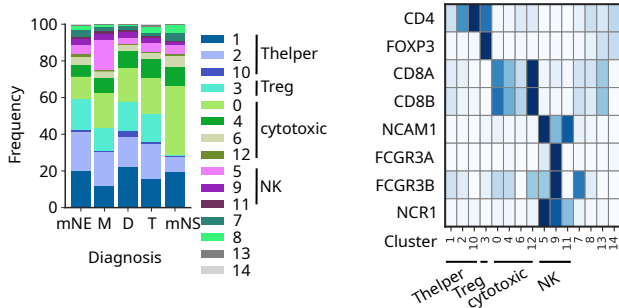 100
80
60
40
20
0
Frequency
mNE M D T mNS
Diagnosis
1
2
10
3
0
4
6
12
5
9
11
7
8
13
14
Thelper
Treg
cytotoxic
NK
CD4
FOXP3
CD8A
CD8B
NCAM1
FCGR3A
FCGR3B
NCR1
Cluster 1 2 10 3 0 4 6 12 5 9 11 7 8 13 14
Thelper
Treg
cytotoxic
NK